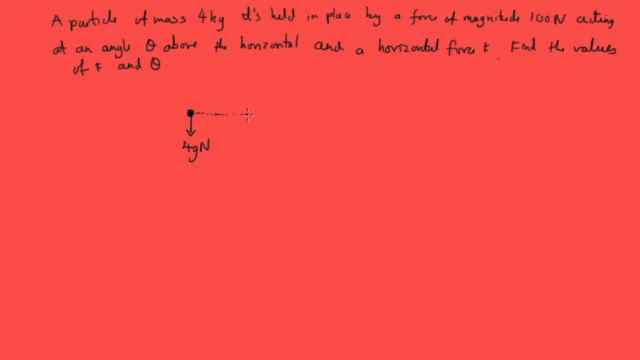 A particle of mass 4kg is held in place by a force of magnitude 100N acting
at an angle θ above the horizontal and a horizontal force F. Find the values
of F and θ
4gN